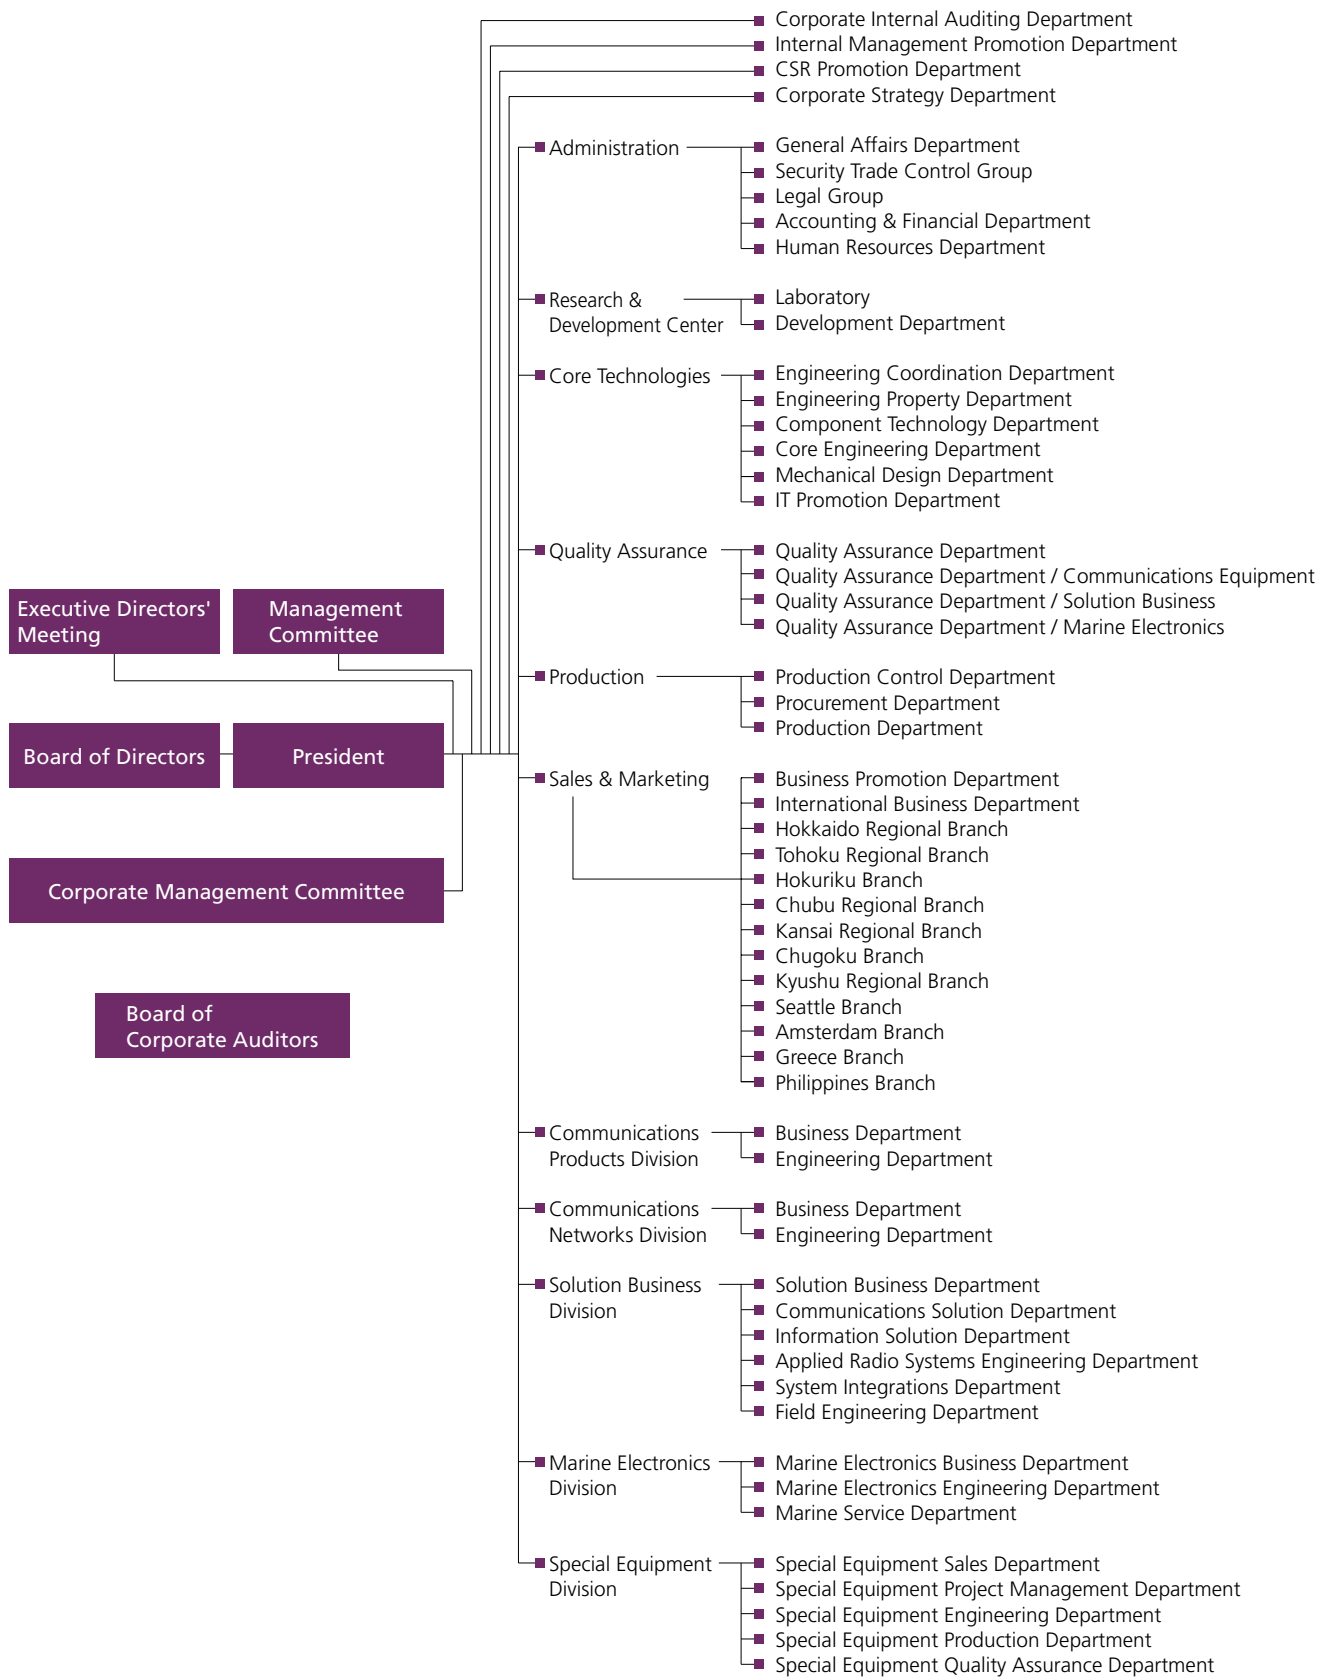 Corporate Internal Auditing Department
Internal Management Promotion Department
CSR Promotion Department
Corporate Strategy Department
Administration
General Affairs Department
Security Trade Control Group
Legal Group
Accounting & Financial Department
Human Resources Department
Research &
Development Center
Laboratory
Development Department
Core Technologies
Engineering Coordination Department
Engineering Property Department
Component Technology Department
Core Engineering Department
Mechanical Design Department
IT Promotion Department
Quality Assurance
Quality Assurance Department
Quality Assurance Department / Communications Equipment
Quality Assurance Department / Solution Business
Quality Assurance Department / Marine Electronics
Executive Directors'
Meeting
Management
Committee
Production
Production Control Department
Procurement Department
Production Department
Board of Directors
President
Sales & Marketing
Business Promotion Department
International Business Department
Hokkaido Regional Branch
Tohoku Regional Branch
Hokuriku Branch
Chubu Regional Branch
Kansai Regional Branch
Chugoku Branch
Kyushu Regional Branch
Seattle Branch
Amsterdam Branch
Greece Branch
Philippines Branch
Corporate Management Committee
Board of
Corporate Auditors
Communications
Products Division
Business Department
Engineering Department
Communications
Networks Division
Business Department
Engineering Department
Solution Business
Division
Solution Business Department
Communications Solution Department
Information Solution Department
Applied Radio Systems Engineering Department
System Integrations Department
Field Engineering Department
Marine Electronics
Division
Marine Electronics Business Department
Marine Electronics Engineering Department
Marine Service Department
Special Equipment
Division
Special Equipment Sales Department
Special Equipment Project Management Department
Special Equipment Engineering Department
Special Equipment Production Department
Special Equipment Quality Assurance Department